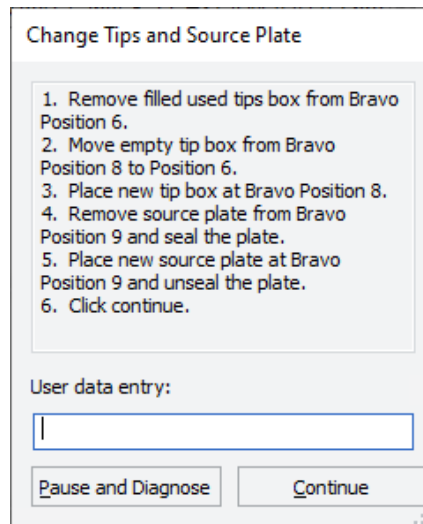 Change Tips and Source Plate
1. Remove filled used tips box from Bravo
Position 6.
2. Move empty tip box from Bravo
Position 8 to Position 6.
3. Place new tip box at Bravo Position 8.
4. Remove source plate from Bravo
Position 9 and seal the plate.
5. Place new source plate at Bravo
Position 9 and unseal the plate.
6. Click continue.
User data entry:
Pause and Diagnose
Continue